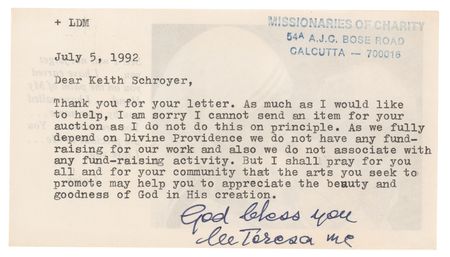 + LDM
MISSIONARIES OF CHARITY
54A A.J.C. BOSE ROAD
CALCUTTA — 700016
July 5, 1992
Dear Keith Schroyer,
Thank you for your letter. As much as I would like
to help, I am sorry I cannot send an item for your
auction as I do not do this on principle. As we fully
depend on Divine Providence we do not have any fund-
raising for our work and also we do not associate with
any fund-raising activity. But I shall pray for you
all and for your community that the arts you seek to
promote may help you to appreciate the beauty and
goodness of God in His creation.
God bless you
lle Teresa mc